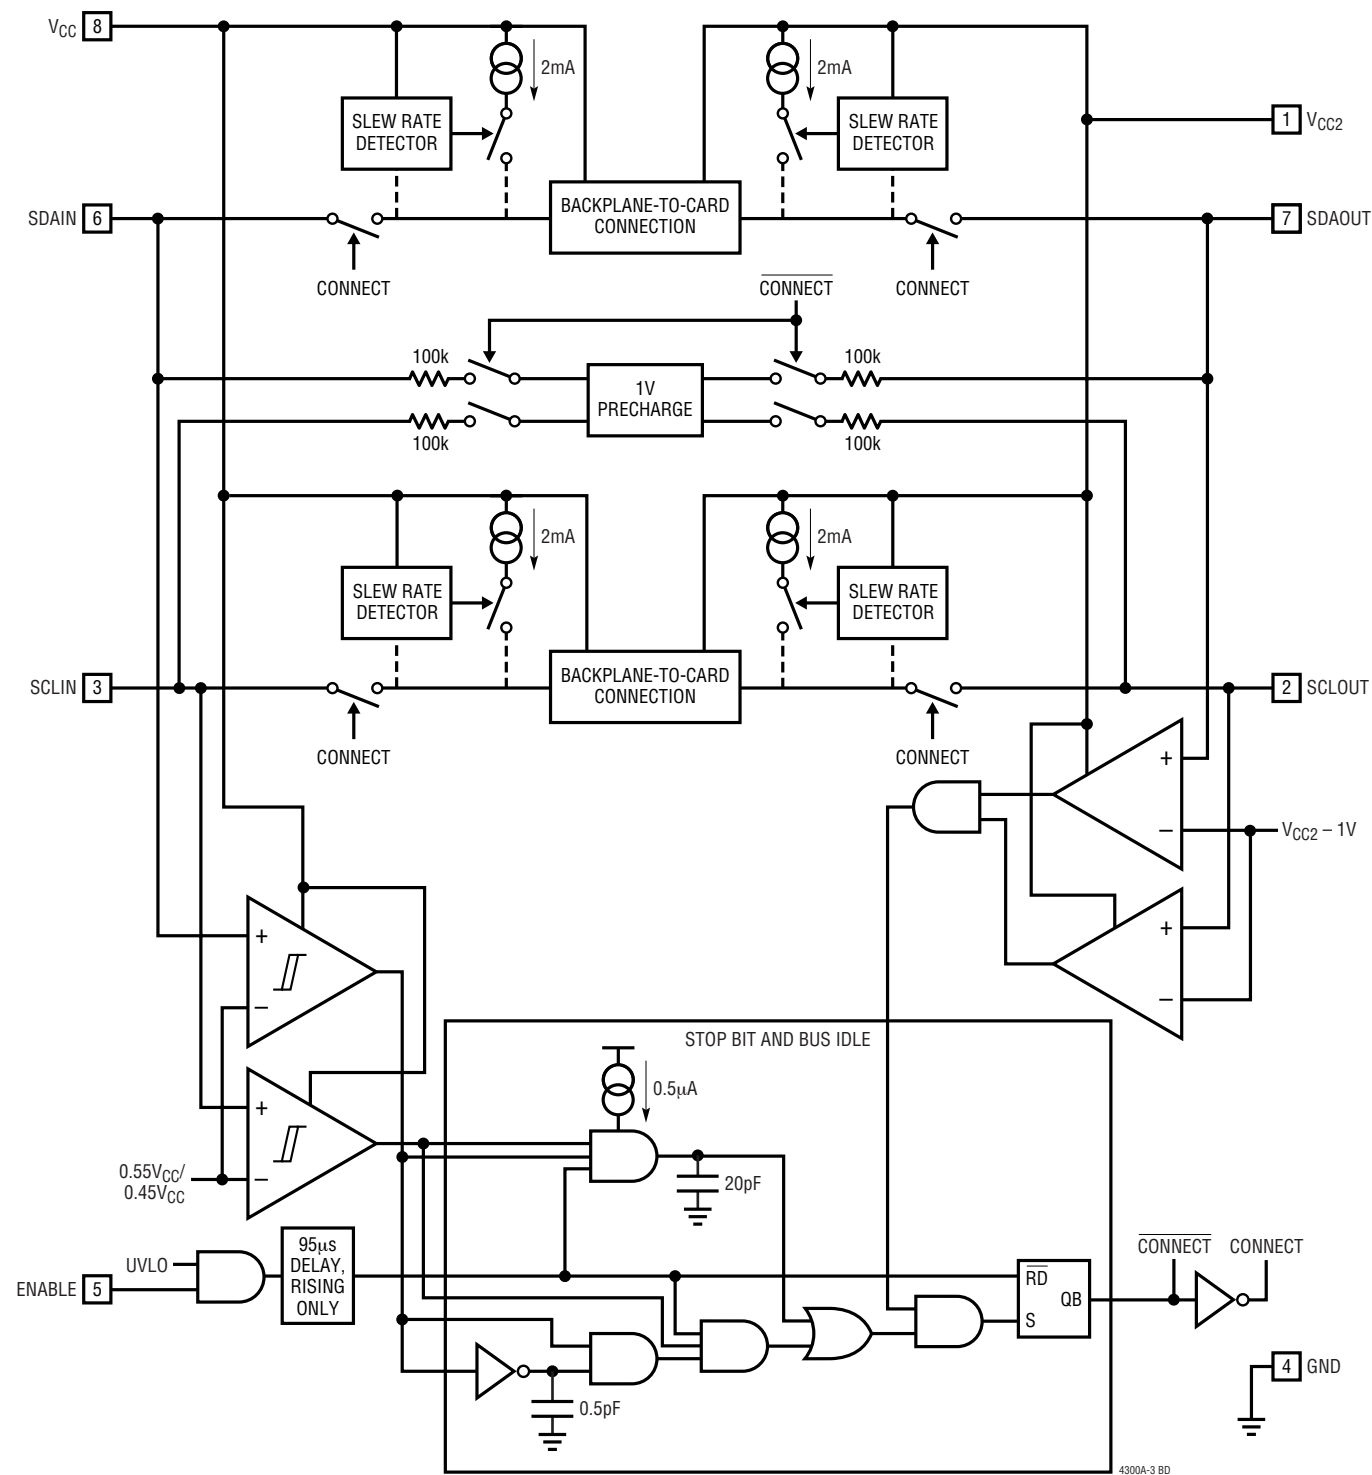 VCC 8
2mA
2mA
SLEW RATE
DETECTOR
SLEW RATE
DETECTOR
1 VCC2
SDAIN 6
BACKPLANE-TO-CARD
CONNECTION
7 SDAOUT
CONNECT
CONNECT
CONNECT
100k
100k
1V
PRECHARGE
100k
100k
2mA
2mA
SLEW RATE
DETECTOR
SLEW RATE
DETECTOR
SCLIN 3
BACKPLANE-TO-CARD
CONNECTION
2 SCLOUT
CONNECT
CONNECT
+
–
VCC2 – 1V
+
–
+
–
STOP BIT AND BUS IDLE
0.5µA
+
–
0.55VCC/
0.45VCC
20pF
UVLO
ENABLE 5
95µs
DELAY,
RISING
ONLY
RD
QB
S
CONNECT
CONNECT
0.5pF
4 GND
4300A-3 BD